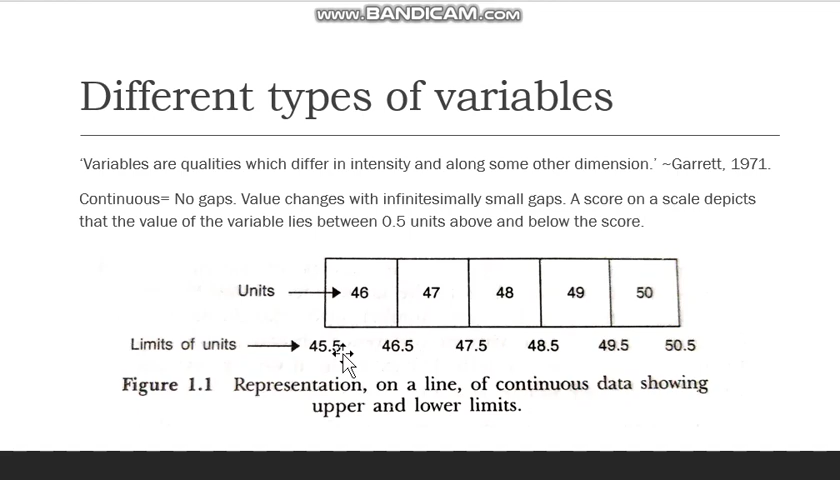 www.BANDICAM.com
Different types of variables
‘Variables are qualities which differ in intensity and along some other dimension.’ ~Garrett, 1971.
Continuous= No gaps. Value changes with infinitesimally small gaps. A score on a scale depicts
that the value of the variable lies between 0.5 units above and below the score.
Units 46 47 48 49 50
Limits of units 45.5 46.5 47.5 48.5 49.5 50.5
Figure 1.1 Representation, on a line, of continuous data showing
upper and lower limits.